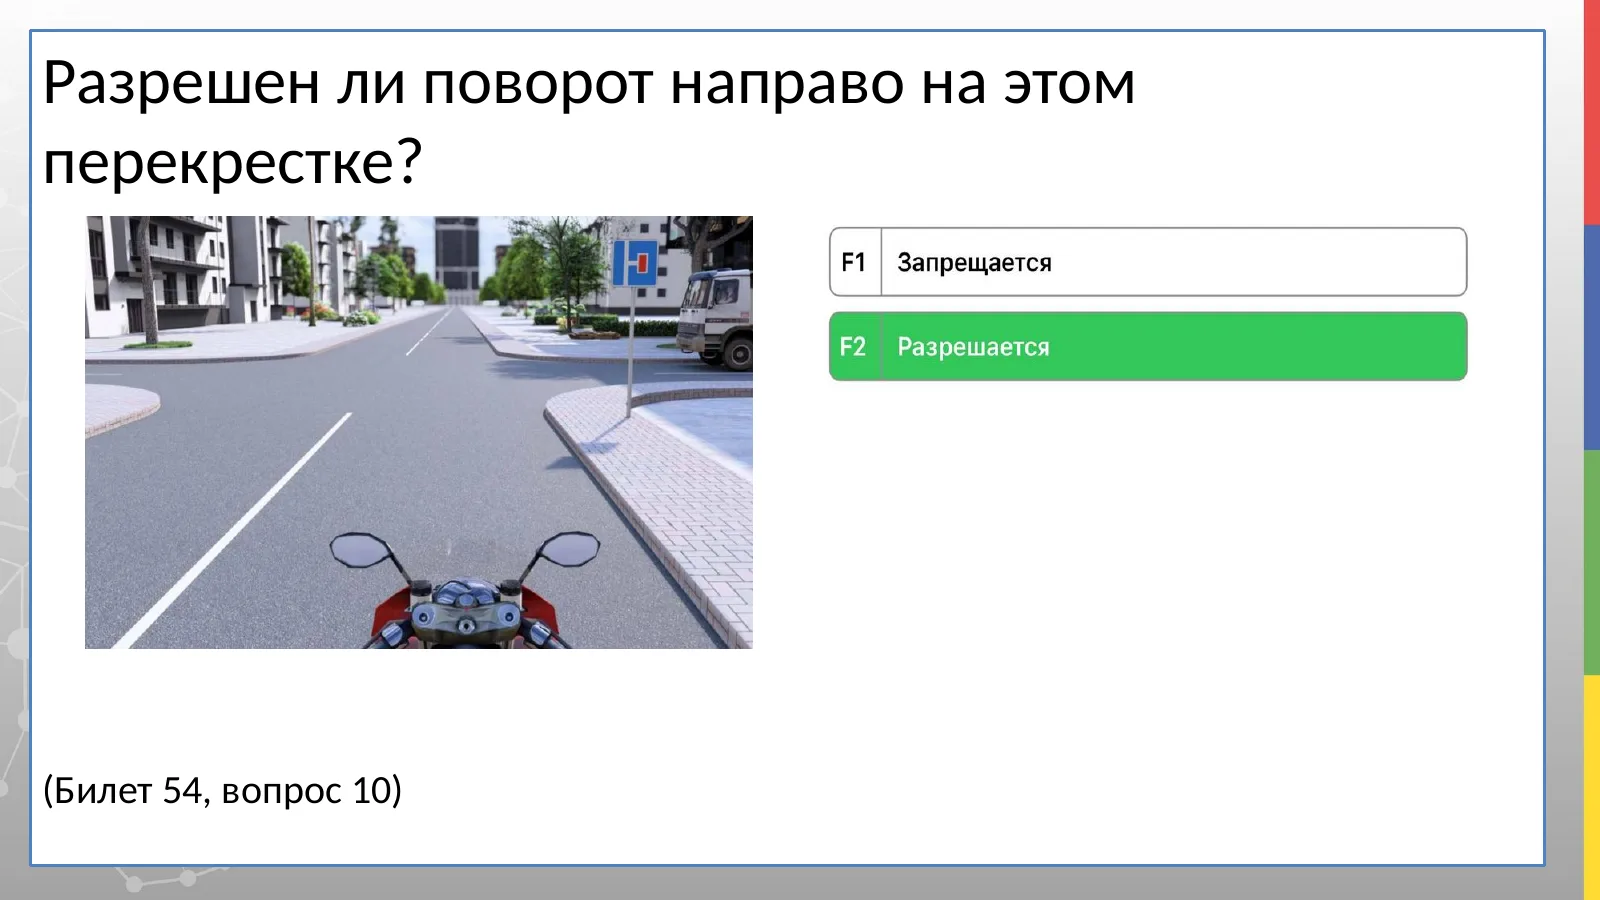 Разрешен ли поворот направо на этом
перекрестке?
F1 Запрещается
F2 Разрешается
(Билет 54, вопрос 10)